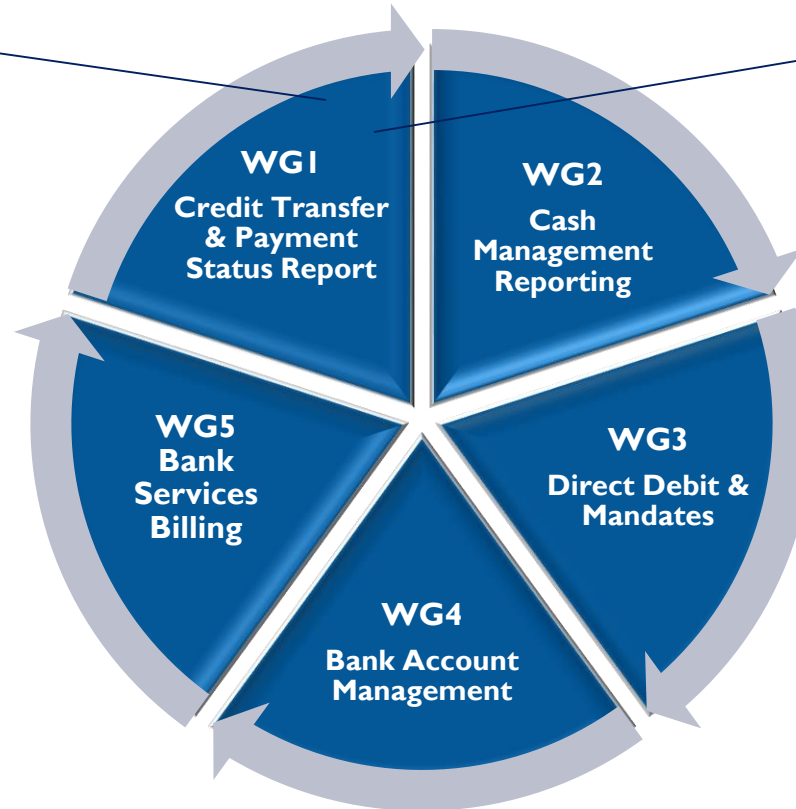 WG1
Credit Transfer
& Payment
Status Report
WG2
Cash
Management
Reporting
WG3
Direct Debit &
Mandates
WG4
Bank Account
Management
WG5
Bank
Services
Billing